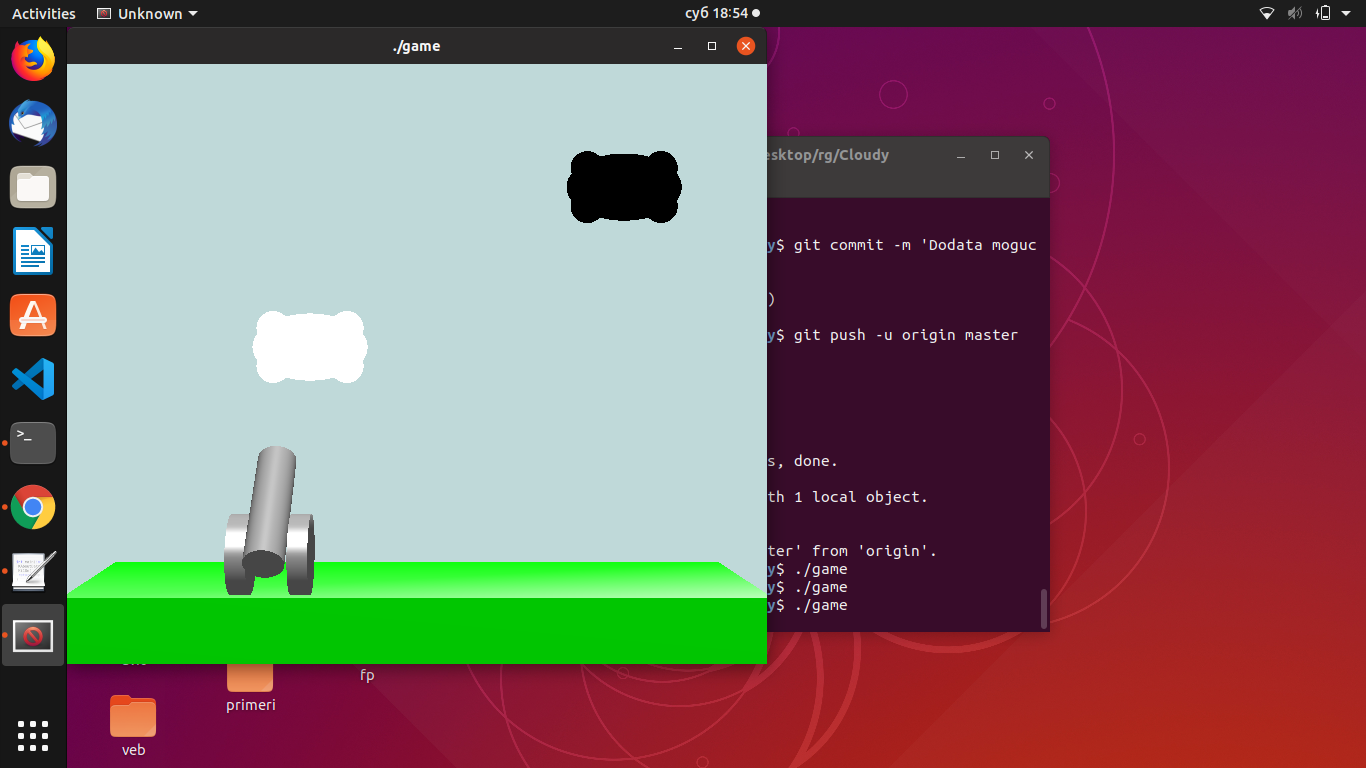 Activities
Unknown
суб 18:54
./game
esktop/rg/Cloudy
y$ git commit -m 'Dodata moguc
)
y$ git push -u origin master
s, done.
th 1 local object.
ter' from 'origin'.
y$ ./game
y$ ./game
y$ ./game
>_
fp
primeri
veb